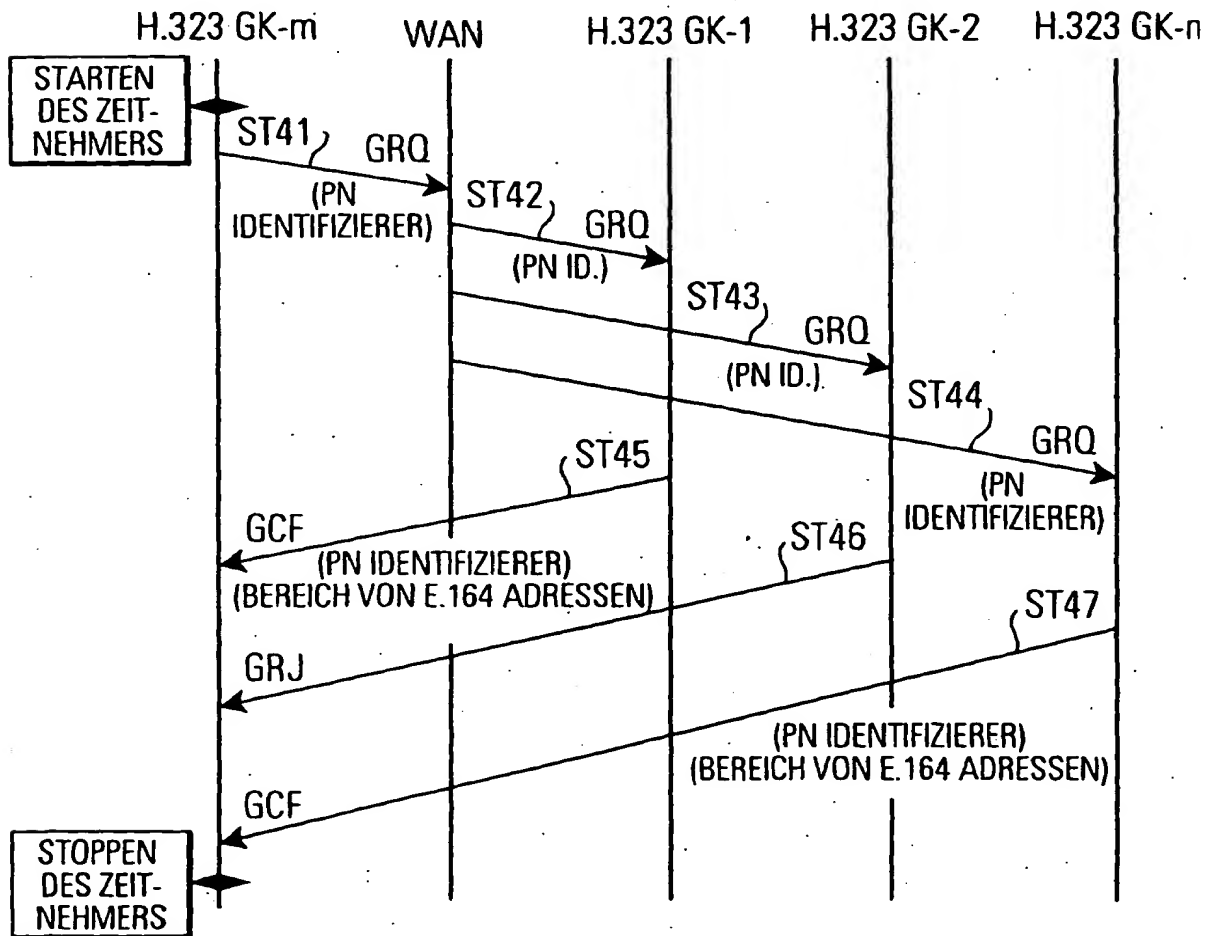 H.323 GK-m
WAN
H.323 GK-1
H.323 GK-2
H.323 GK-n
STARTEN
DES ZEIT-
NEHMERS
ST41
GRQ
(PN
IDENTIFIZIERER)
ST42
GRQ
(PN ID.)
ST43
GRQ
(PN ID.)
ST44
GRQ
(PN
IDENTIFIZIERER)
ST45
GCF
(PN IDENTIFIZIERER)
(BEREICH VON E.164 ADRESSEN)
ST46
GRJ
ST47
(PN IDENTIFIZIERER)
(BEREICH VON E.164 ADRESSEN)
GCF
STOPPEN
DES ZEIT-
NEHMERS